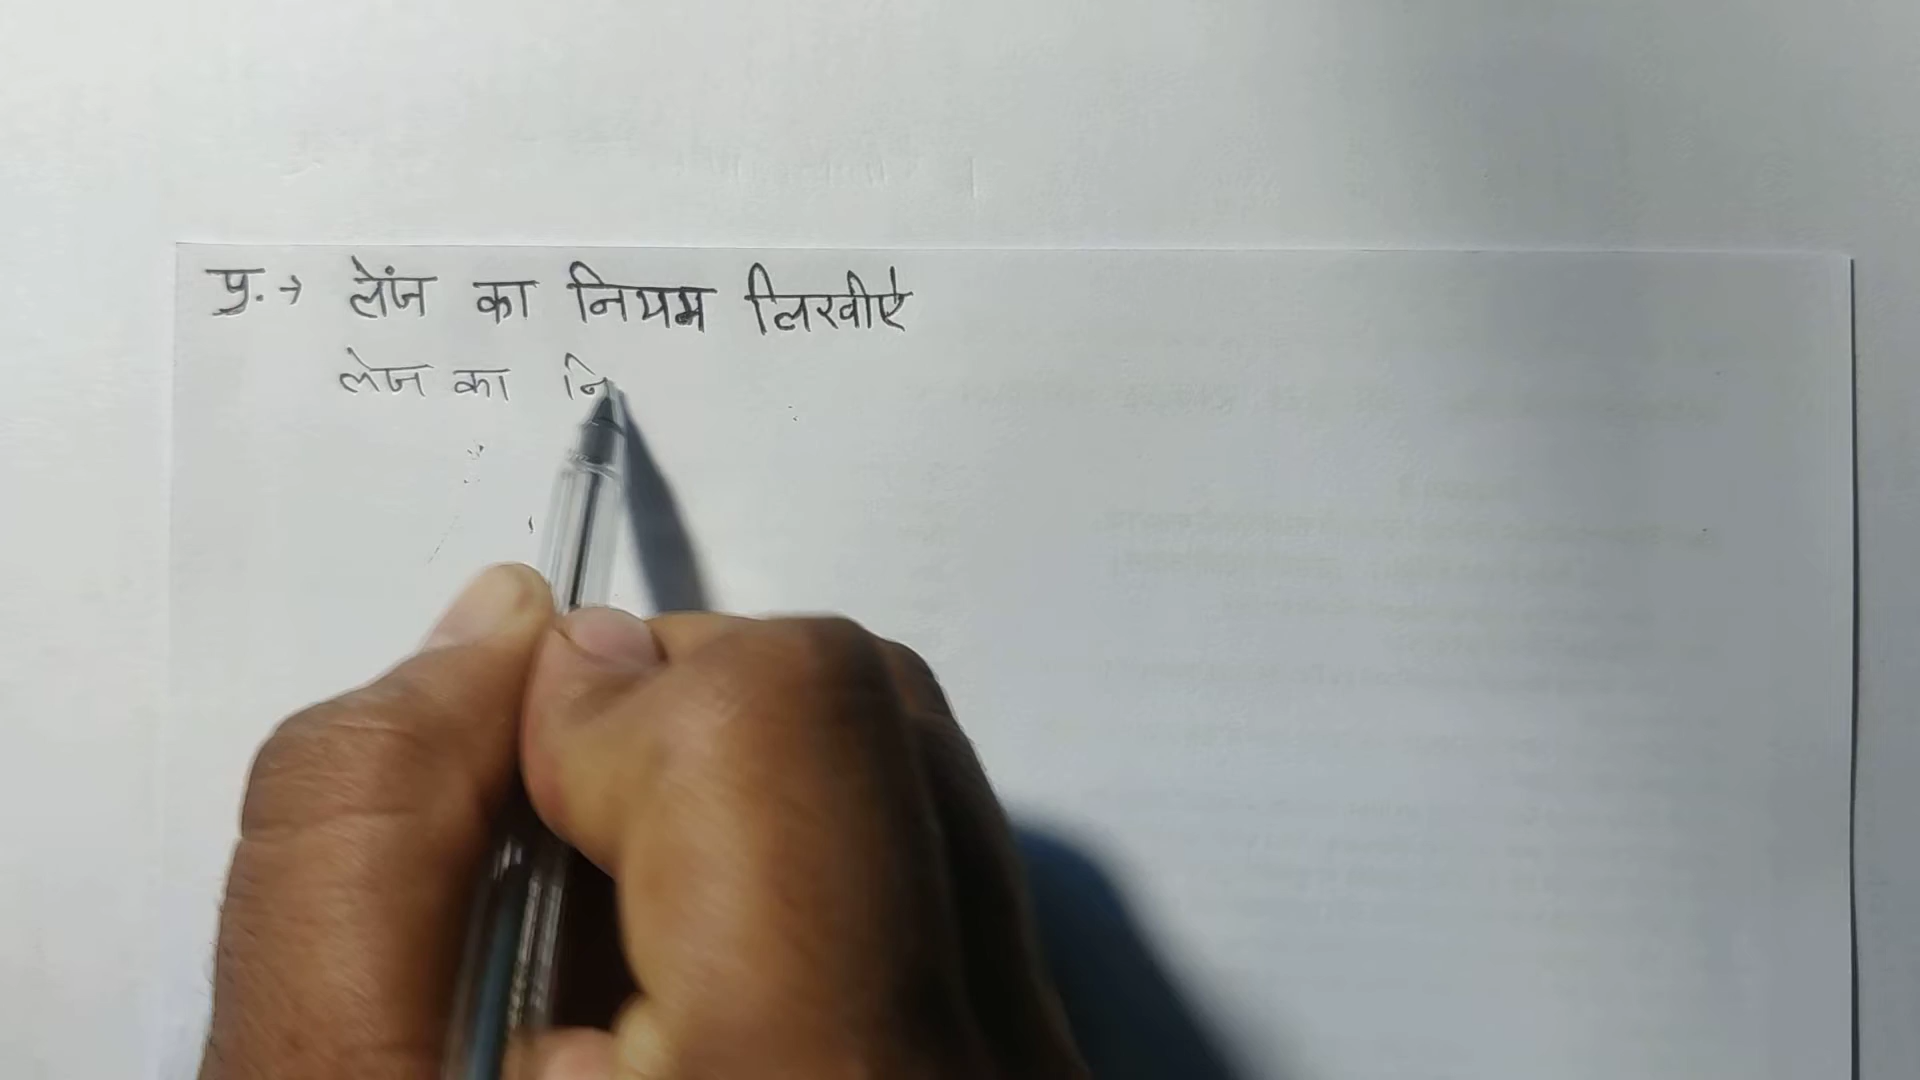 प्र.→ लेंज का नियम लिखीए
लेंज का नि